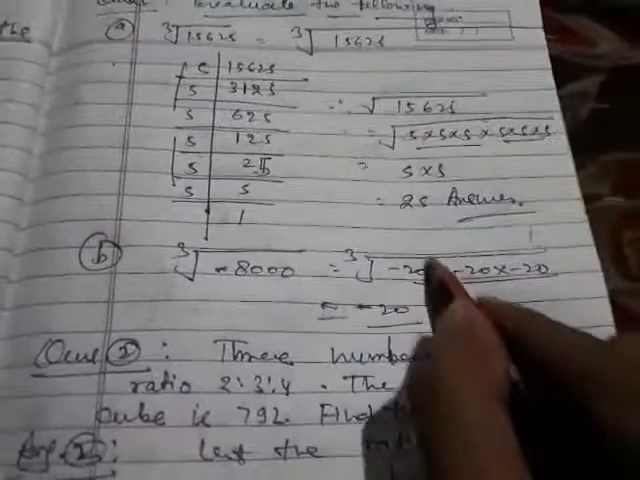 Evaluate the following
the
(a) ∛15625 = ∛15625
5 | 15625
5 | 3125
5 | 625
5 | 125
5 | 25
5 | 5
1
∴ √15625
= √5×5×5×5×5×5
= 5×5
= 25 Answer.
(b) ∛-8000 = ∛-20 -20×-20
= -20
Ques (2): Three number
ratio 2:3:4. The
cube is 792. Find
Ans. (2): Let the